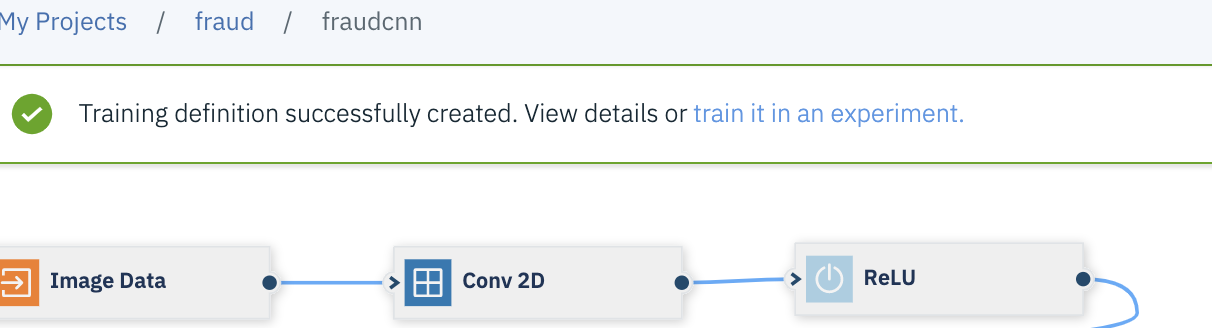 My Projects / fraud / fraudcnn
Training definition successfully created. View details or train it in an experiment.
Image Data
Conv 2D
ReLU